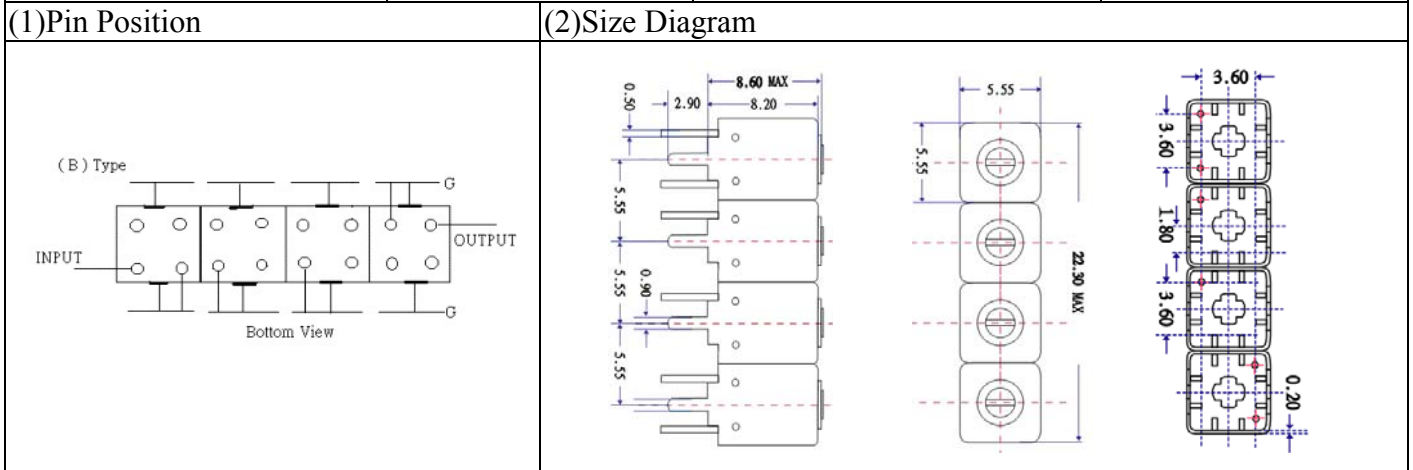 (1)Pin Position
(2)Size Diagram
( B ) Type
G
INPUT
OUTPUT
G
Bottom View
8.60 MAX
2.90
8.20
0.50
5.55
5.55
0.90
5.55
5.55
5.55
22.30 MAX
3.60
3.60
1.80
3.60
0.20